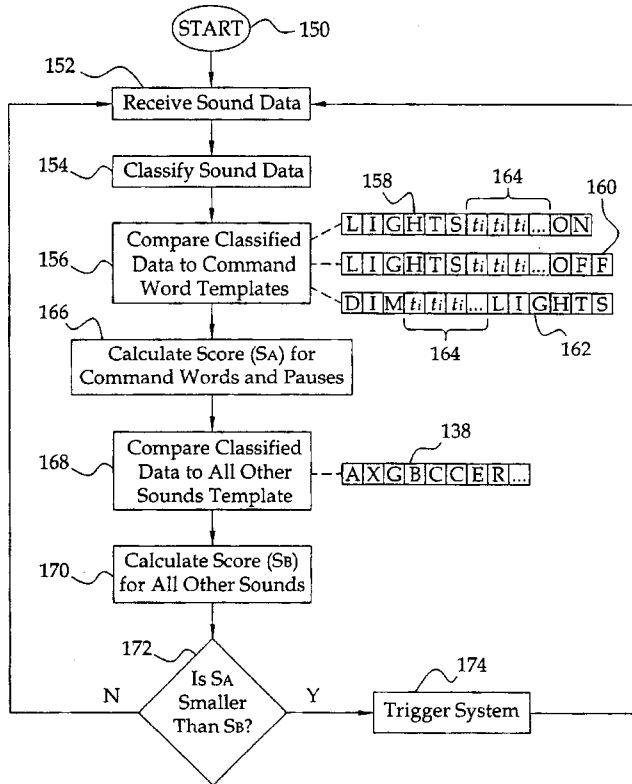 START
150
152
Receive Sound Data
154
Classify Sound Data
156
Compare Classified
Data to Command
Word Templates
158
164
160
L I G H T S ti ti ti ... O N
L I G H T S ti ti ti ... O F F
D I M ti ti ti ... L I G H T S
164
162
166
Calculate Score (SA) for
Command Words and Pauses
168
Compare Classified
Data to All Other
Sounds Template
138
A X G B C C E R ...
170
Calculate Score (SB)
for All Other Sounds
172
Is SA
Smaller
Than SB?
N
Y
174
Trigger System